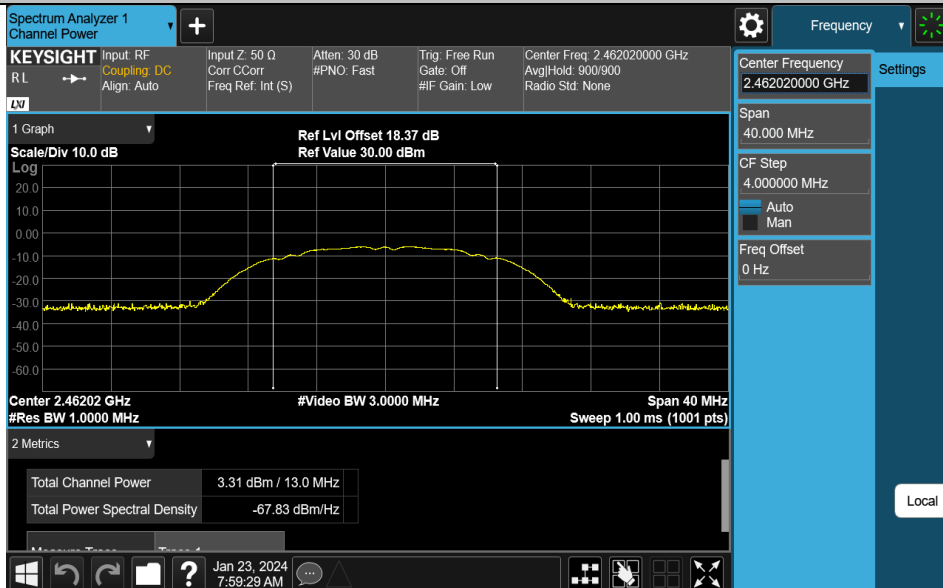 Spectrum Analyzer 1
Channel Power
+
Frequency
KEYSIGHT
R L
LXI
Input: RF
Coupling: DC
Align: Auto
Input Z: 50 Ω
Corr CCorr
Freq Ref: Int (S)
Atten: 30 dB
#PNO: Fast
Trig: Free Run
Gate: Off
#IF Gain: Low
Center Freq: 2.462020000 GHz
Avg|Hold: 900/900
Radio Std: None
Center Frequency
2.462020000 GHz
Settings
Span
40.000 MHz
CF Step
4.000000 MHz
Auto
Man
Freq Offset
0 Hz
1 Graph
Scale/Div 10.0 dB
Ref Lvl Offset 18.37 dB
Ref Value 30.00 dBm
Log
20.0
10.0
0.00
-10.0
-20.0
-30.0
-40.0
-50.0
-60.0
Center 2.46202 GHz
#Video BW 3.0000 MHz
Span 40 MHz
#Res BW 1.0000 MHz
Sweep 1.00 ms (1001 pts)
2 Metrics
Total Channel Power 3.31 dBm / 13.0 MHz
Total Power Spectral Density -67.83 dBm/Hz
Measure Trace Trace 1
Local
?
Jan 23, 2024
7:59:29 AM